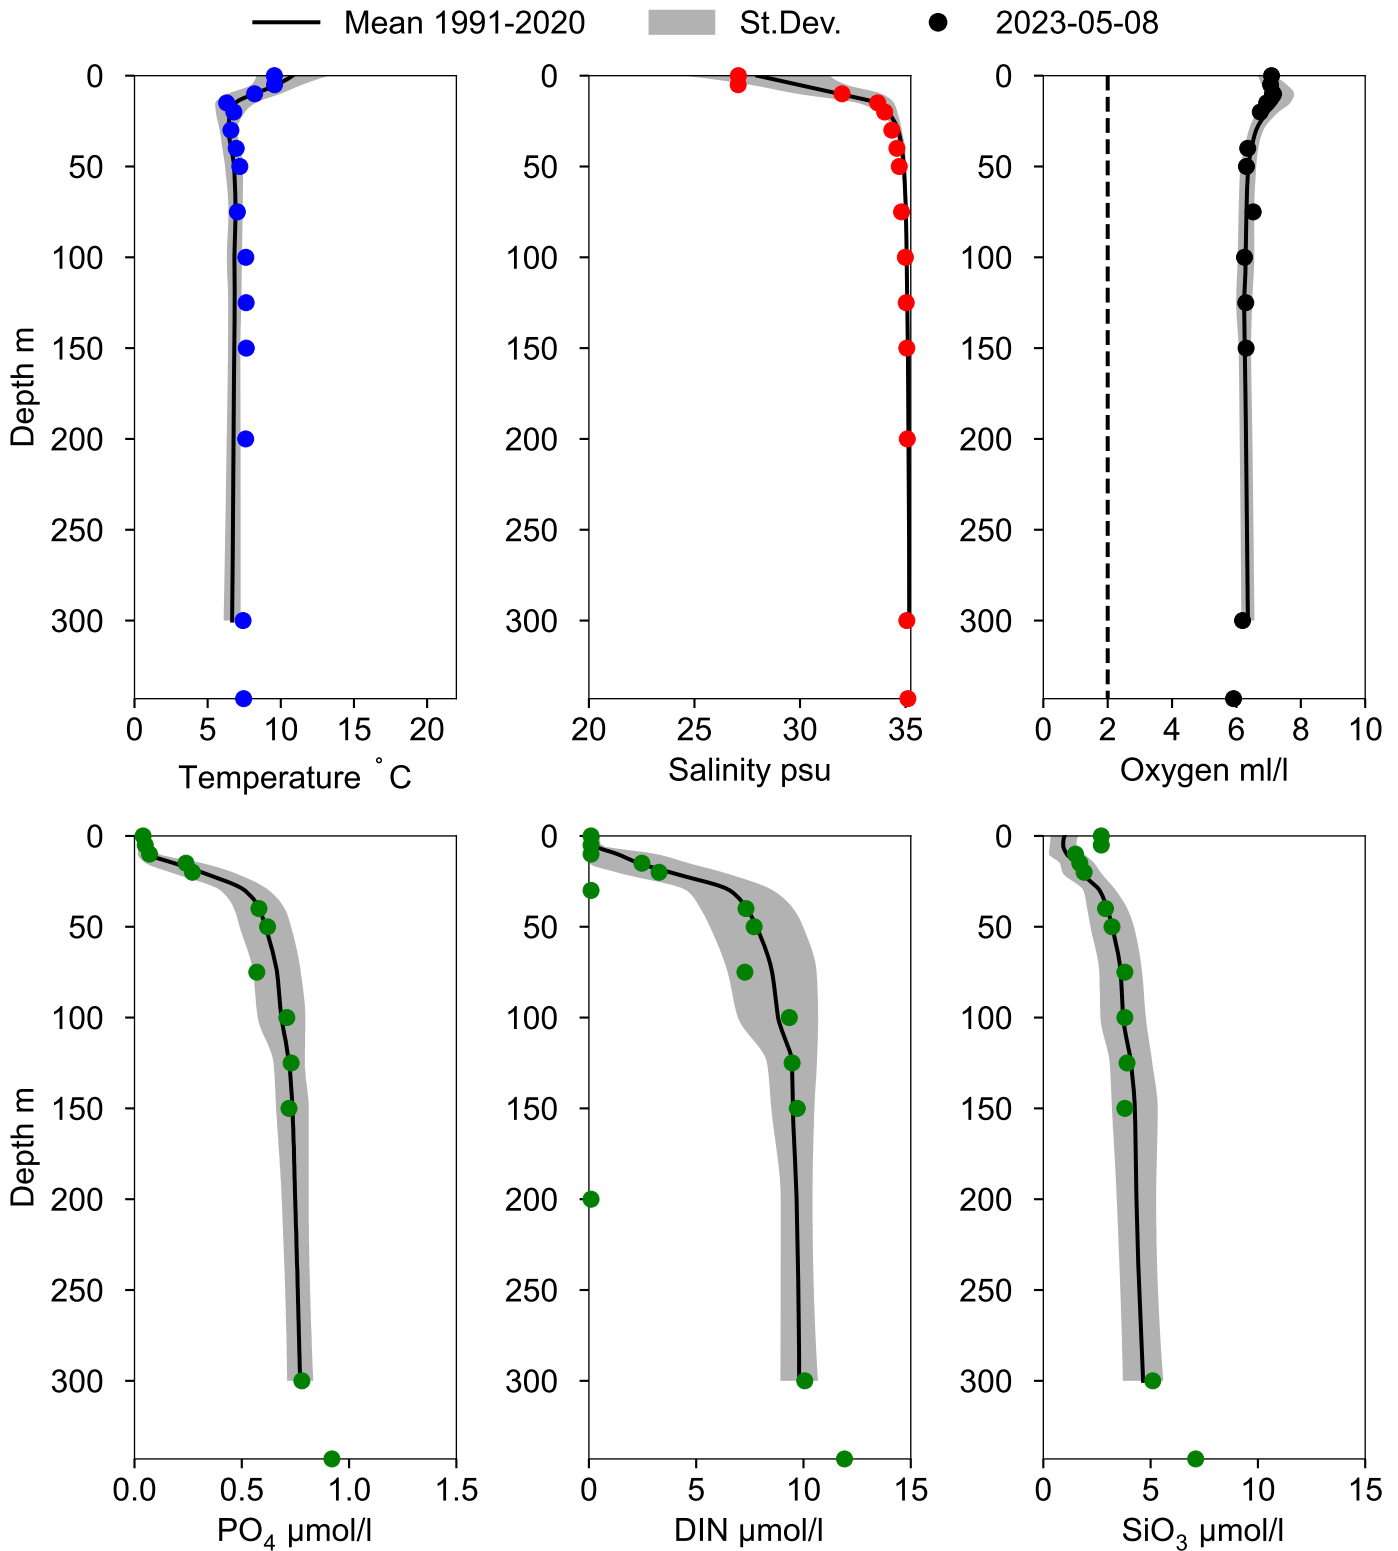 Mean 1991-2020 St.Dev. 2023-05-08
0 0 0
50 50 50
100 100 100
150 150 150
200 200 200
250 250 250
300 300 300
Depth m
0 5 10 15 20 20 25 30 35 0 2 4 6 8 10
Temperature °C Salinity psu Oxygen ml/l
0 0 0
50 50 50
100 100 100
150 150 150
200 200 200
250 250 250
300 300 300
Depth m
0.0 0.5 1.0 1.5 0 5 10 15 0 5 10 15
PO₄ µmol/l DIN µmol/l SiO₃ µmol/l